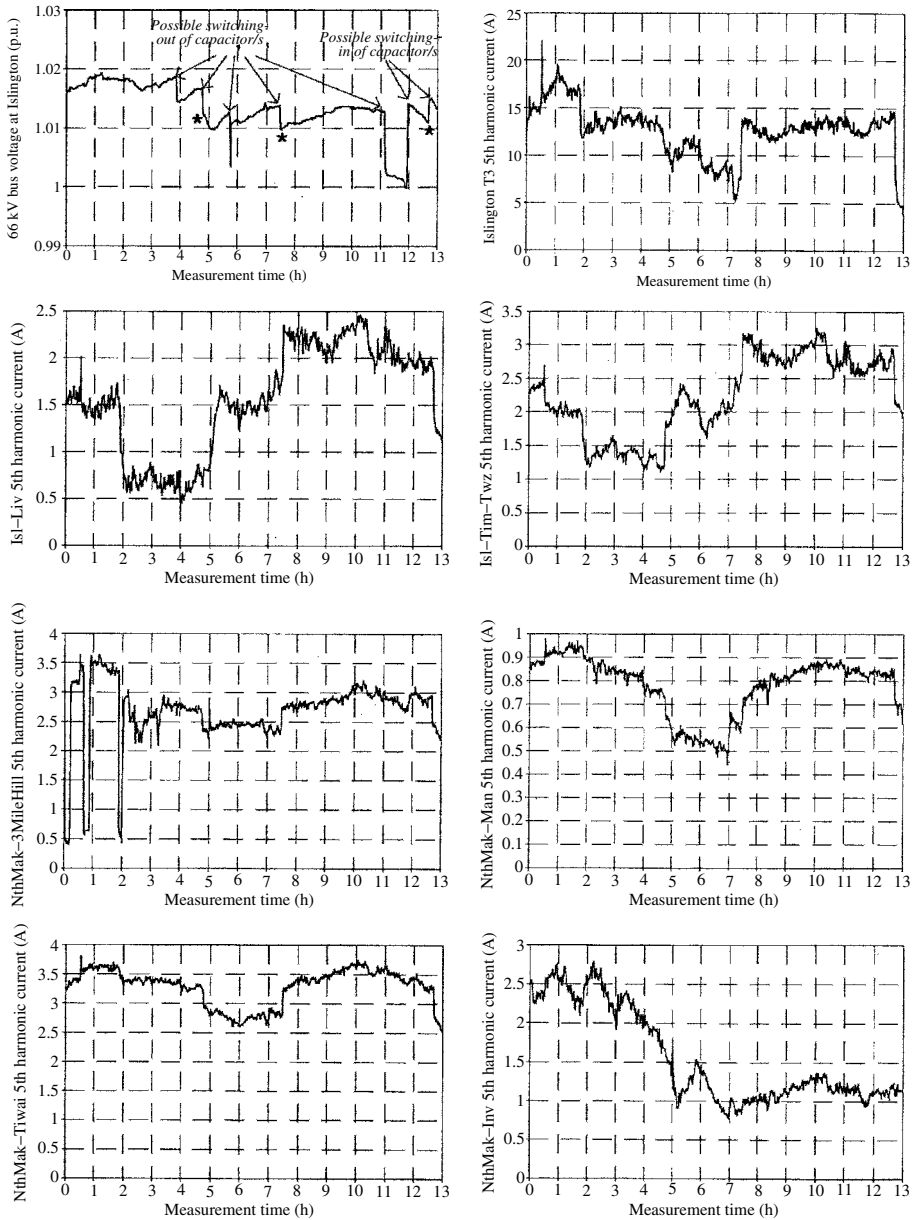 66 kV bus voltage at Islington (p.u.)
1.03
1.02
1.01
1
0.99
Possible switching-
out of capacitor/s
Possible switching-
in of capacitor/s
*
*
*
0 1 2 3 4 5 6 7 8 9 10 11 12 13
Measurement time (h)
Islington T3 5th harmonic current (A)
25
20
15
10
5
0
0 1 2 3 4 5 6 7 8 9 10 11 12 13
Measurement time (h)
Isl–Liv 5th harmonic current (A)
2.5
2
1.5
1
0.5
0
0 1 2 3 4 5 6 7 8 9 10 11 12 13
Measurement time (h)
Isl–Tim–Twz 5th harmonic current (A)
3.5
3
2.5
2
1.5
1
0.5
0
0 1 2 3 4 5 6 7 8 9 10 11 12 13
Measurement time (h)
NthMak–3MileHill 5th harmonic current (A)
4
3.5
3
2.5
2
1.5
1
0.5
0
0 1 2 3 4 5 6 7 8 9 10 11 12 13
Measurement time (h)
NthMak–Man 5th harmonic current (A)
1
0.9
0.8
0.7
0.6
0.5
0.4
0.3
0.2
0.1
0
0 1 2 3 4 5 6 7 8 9 10 11 12 13
Measurement time (h)
NthMak–Tiwai 5th harmonic current (A)
4
3.5
3
2.5
2
1.5
1
0.5
0
0 1 2 3 4 5 6 7 8 9 10 11 12 13
Measurement time (h)
NthMak–Inv 5th harmonic current (A)
3
2.5
2
1.5
1
0.5
0
0 1 2 3 4 5 6 7 8 9 10 11 12 13
Measurement time (h)